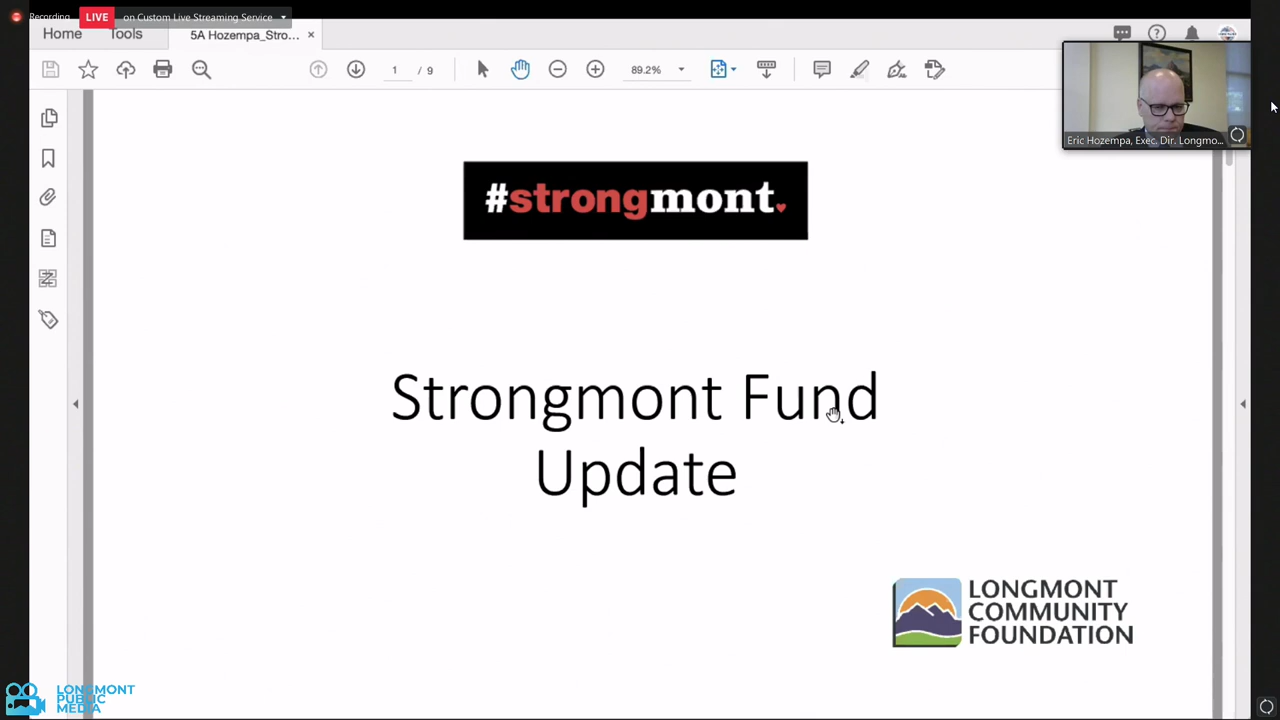 Recording
LIVE
on Custom Live Streaming Service
Home
Tools
5A Hozempa_Stro... ×
1 / 9
89.2%
Eric Hozempa, Exec. Dir. Longmo...
#strongmont.
Strongmont Fund
Update
LONGMONT
COMMUNITY
FOUNDATION
LONGMONT
PUBLIC
MEDIA